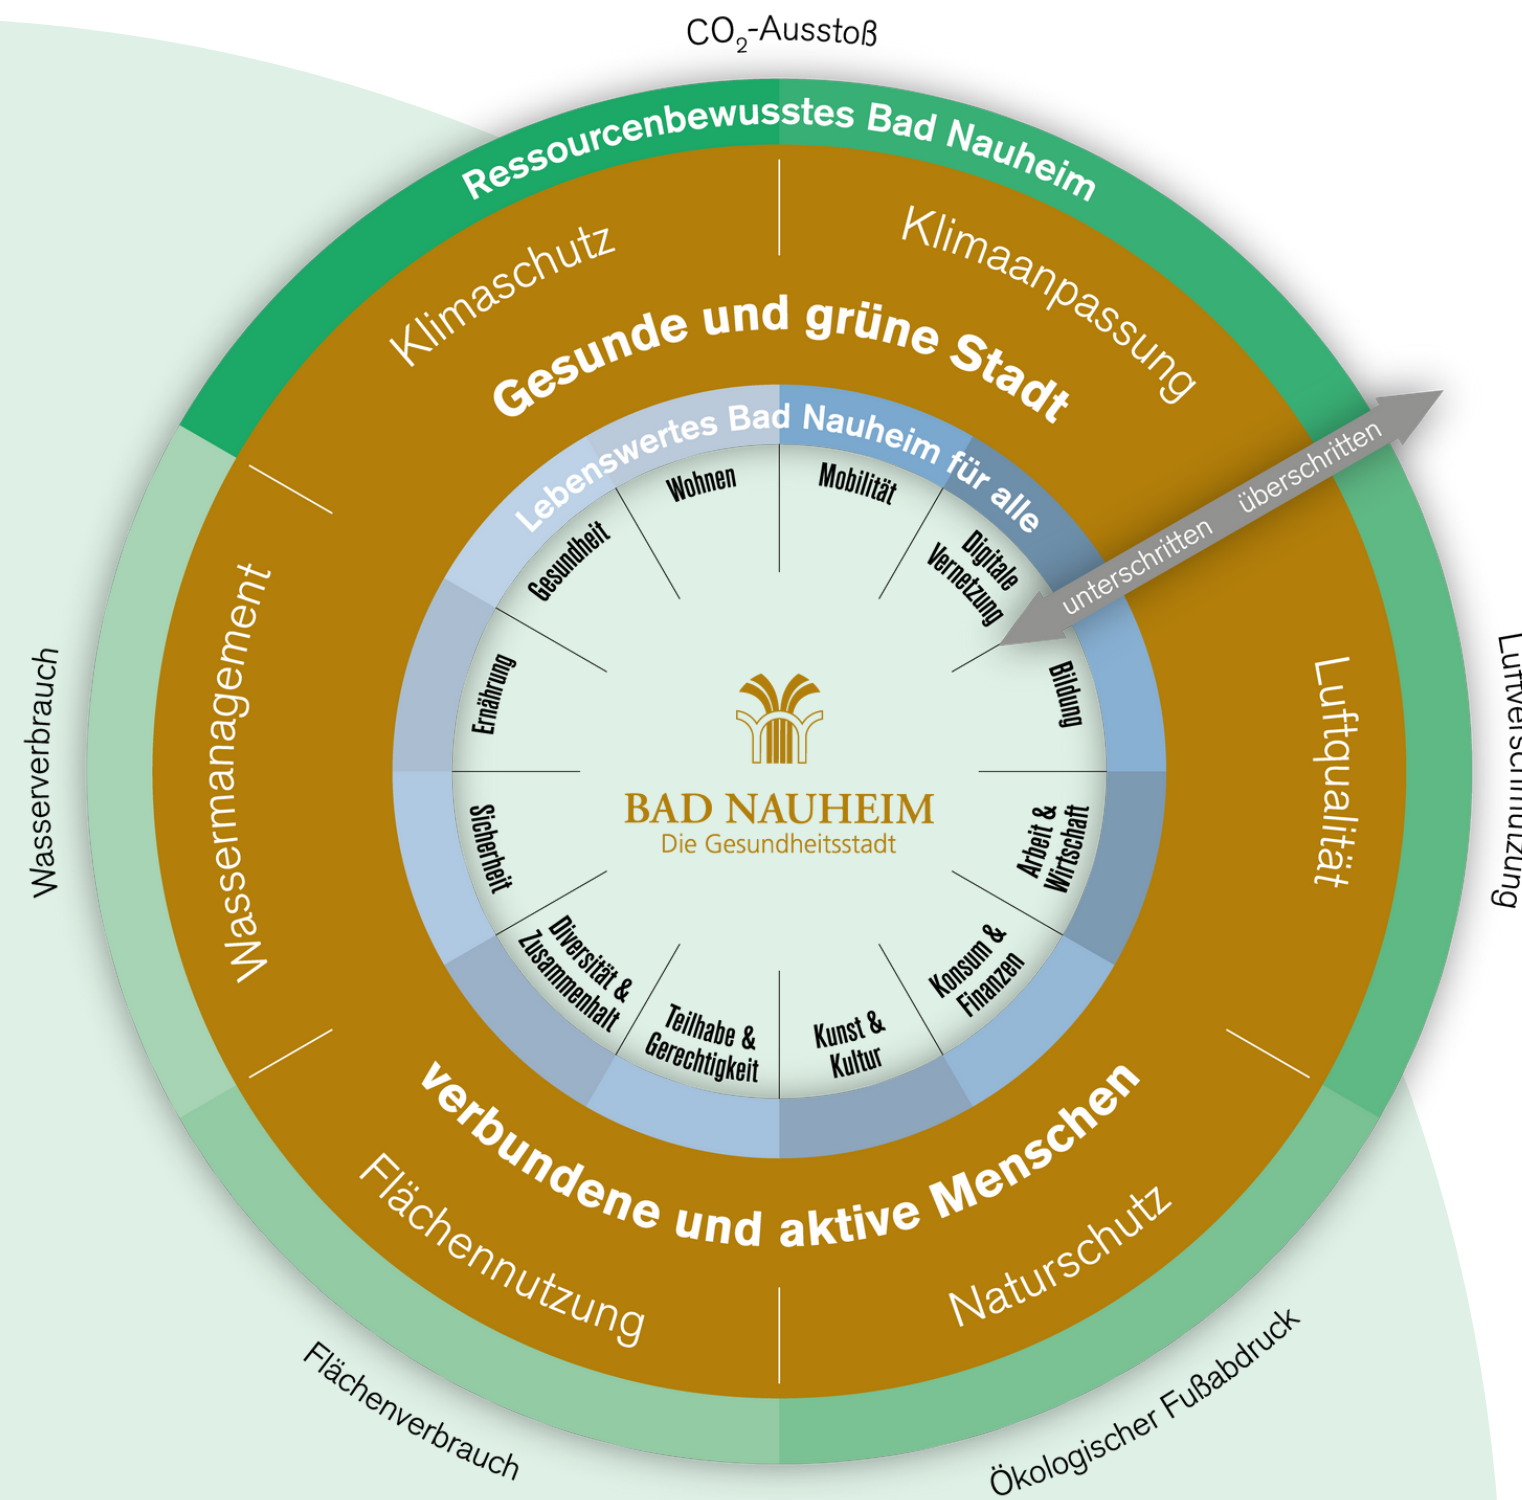 CO₂-Ausstoß
Ressourcenbewusstes Bad Nauheim
Klimaschutz
Klimaanpassung
Gesunde und grüne Stadt
Lebenswertes Bad Nauheim für alle
überschritten
unterschritten
Wohnen
Mobilität
Gesundheit
Digitale
Vernetzung
Ernährung
Bildung
Wasserverbrauch
Wassermanagement
Luftqualität
Luftverschmutzung
BAD NAUHEIM
Die Gesundheitsstadt
Sicherheit
Arbeit &
Wirtschaft
Diversität &
Zusammenhalt
Konsum &
Finanzen
Teilhabe &
Gerechtigkeit
Kunst &
Kultur
verbundene und aktive Menschen
Flächennutzung
Naturschutz
Flächenverbrauch
Ökologischer Fußabdruck